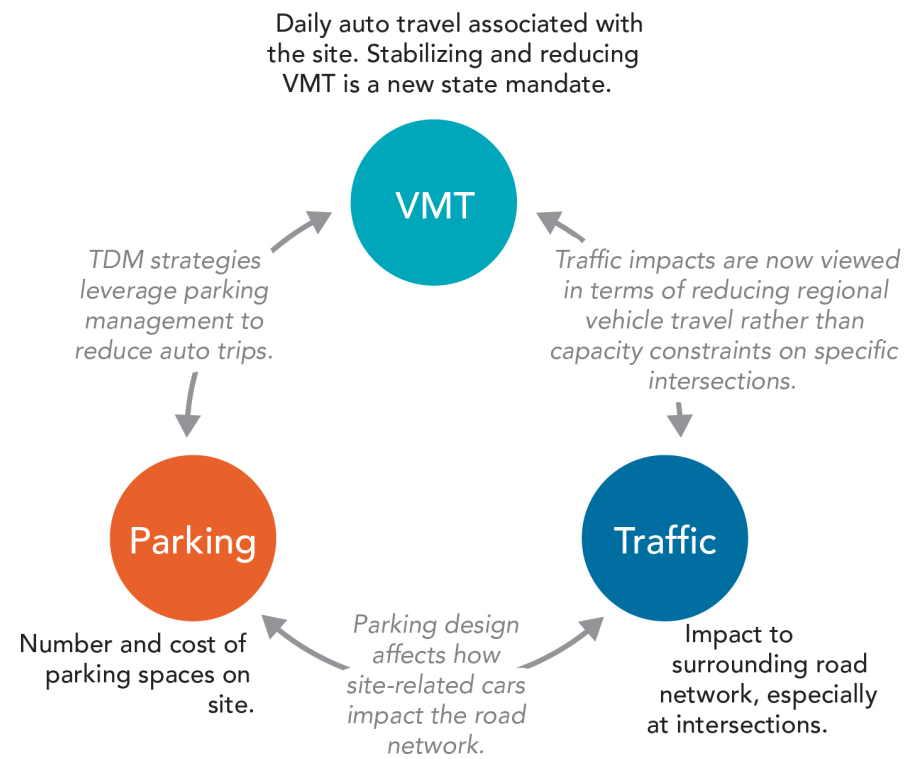 Daily auto travel associated with
the site. Stabilizing and reducing
VMT is a new state mandate.
VMT
TDM strategies
leverage parking
management to
reduce auto trips.
Traffic impacts are now viewed
in terms of reducing regional
vehicle travel rather than
capacity constraints on specific
intersections.
Parking
Traffic
Number and cost of
parking spaces on
site.
Parking design
affects how
site-related cars
impact the road
network.
Impact to
surrounding road
network, especially
at intersections.